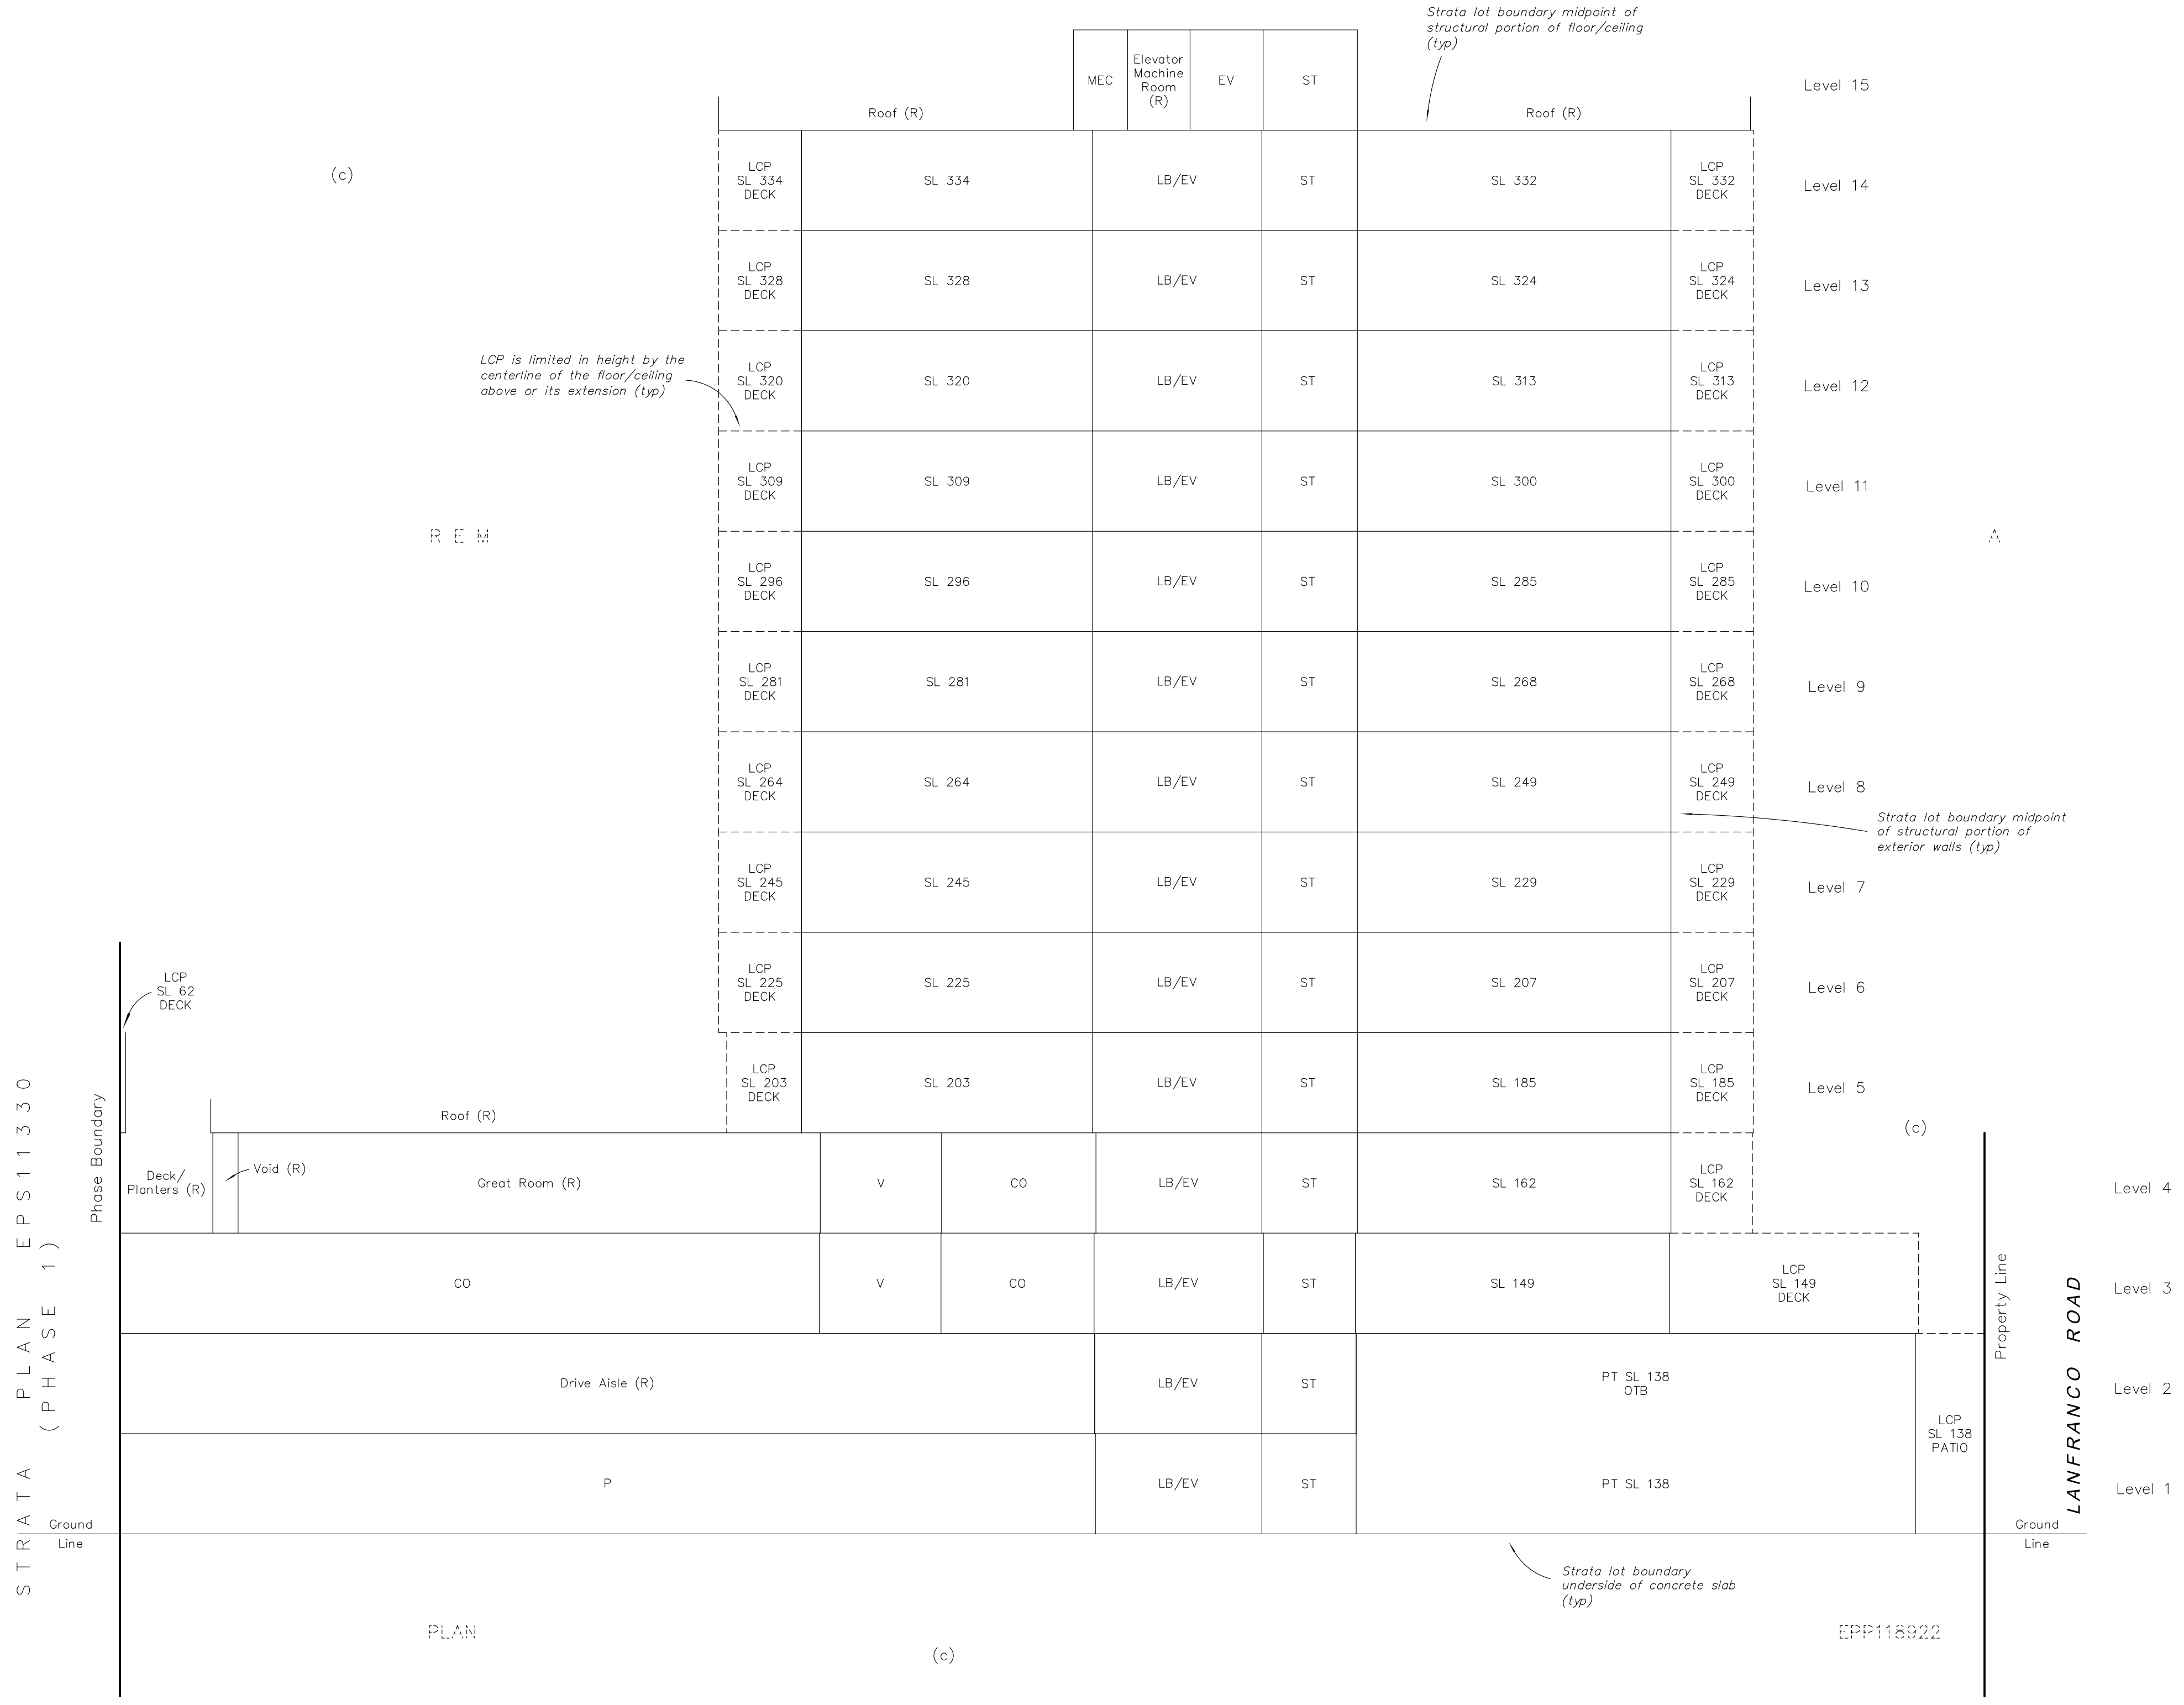 Strata lot boundary midpoint of
structural portion of floor/ceiling
(typ)
MEC
Elevator
Machine
Room
(R)
EV
ST
Level 15
Roof (R)
Roof (R)
(c)
LCP
SL 334
DECK
SL 334
LB/EV
ST
SL 332
LCP
SL 332
DECK
Level 14
LCP
SL 328
DECK
SL 328
LB/EV
ST
SL 324
LCP
SL 324
DECK
Level 13
LCP is limited in height by the
centerline of the floor/ceiling
above or its extension (typ)
LCP
SL 320
DECK
SL 320
LB/EV
ST
SL 313
LCP
SL 313
DECK
Level 12
LCP
SL 309
DECK
SL 309
LB/EV
ST
SL 300
LCP
SL 300
DECK
Level 11
REM
A
LCP
SL 296
DECK
SL 296
LB/EV
ST
SL 285
LCP
SL 285
DECK
Level 10
LCP
SL 281
DECK
SL 281
LB/EV
ST
SL 268
LCP
SL 268
DECK
Level 9
LCP
SL 264
DECK
SL 264
LB/EV
ST
SL 249
LCP
SL 249
DECK
Level 8
Strata lot boundary midpoint
of structural portion of
exterior walls (typ)
LCP
SL 245
DECK
SL 245
LB/EV
ST
SL 229
LCP
SL 229
DECK
Level 7
LCP
SL 62
DECK
LCP
SL 225
DECK
SL 225
LB/EV
ST
SL 207
LCP
SL 207
DECK
Level 6
LCP
SL 203
DECK
SL 203
LB/EV
ST
SL 185
LCP
SL 185
DECK
Level 5
Roof (R)
(c)
STRATA PLAN EPS11330
(PHASE 1)
Phase Boundary
Deck/
Planters (R)
Void (R)
Great Room (R)
V
CO
LB/EV
ST
SL 162
LCP
SL 162
DECK
Level 4
CO
V
CO
LB/EV
ST
SL 149
LCP
SL 149
DECK
Property Line
LANFRANCO ROAD
Level 3
Drive Aisle (R)
LB/EV
ST
PT SL 138
OTB
Level 2
LCP
SL 138
PATIO
P
LB/EV
ST
PT SL 138
Level 1
Ground
Line
Ground
Line
Strata lot boundary
underside of concrete slab
(typ)
PLAN
EPP118922
(c)